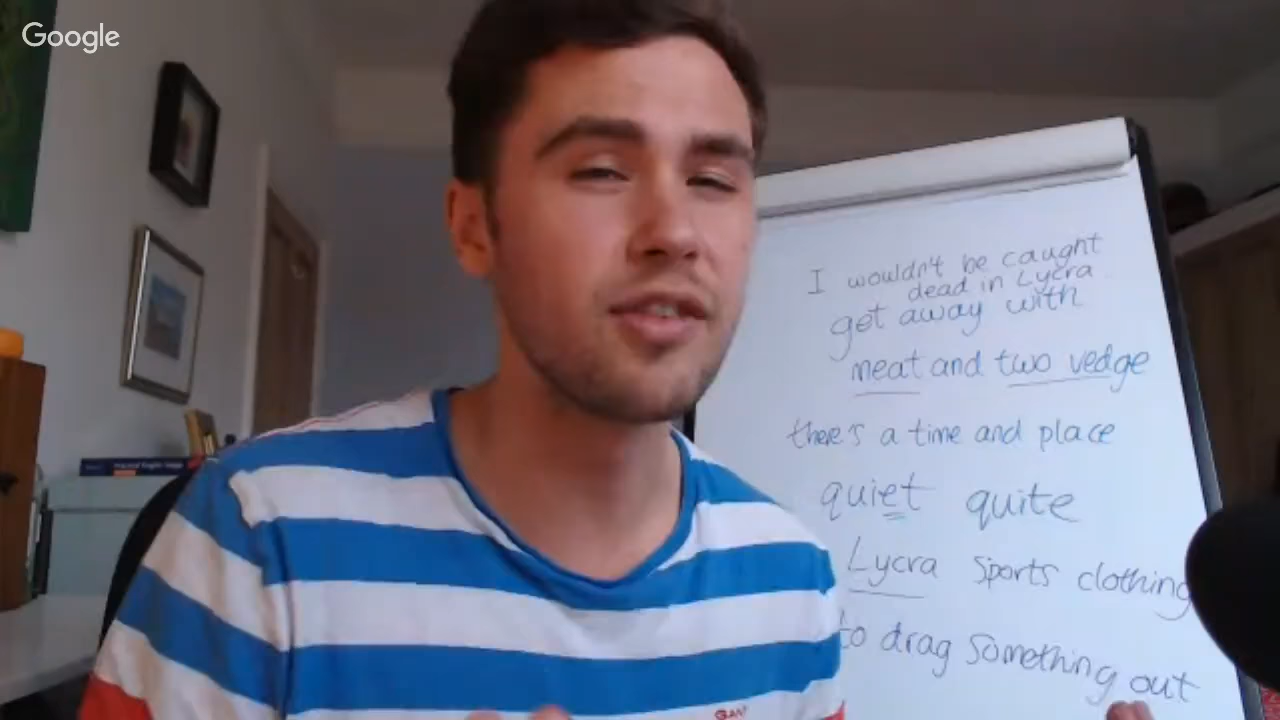 Google
I wouldn't be caught
dead in Lycra
get away with
meat and two vedge
there's a time and place
quiet quite
Lycra Sports clothing
to drag something out
GANT